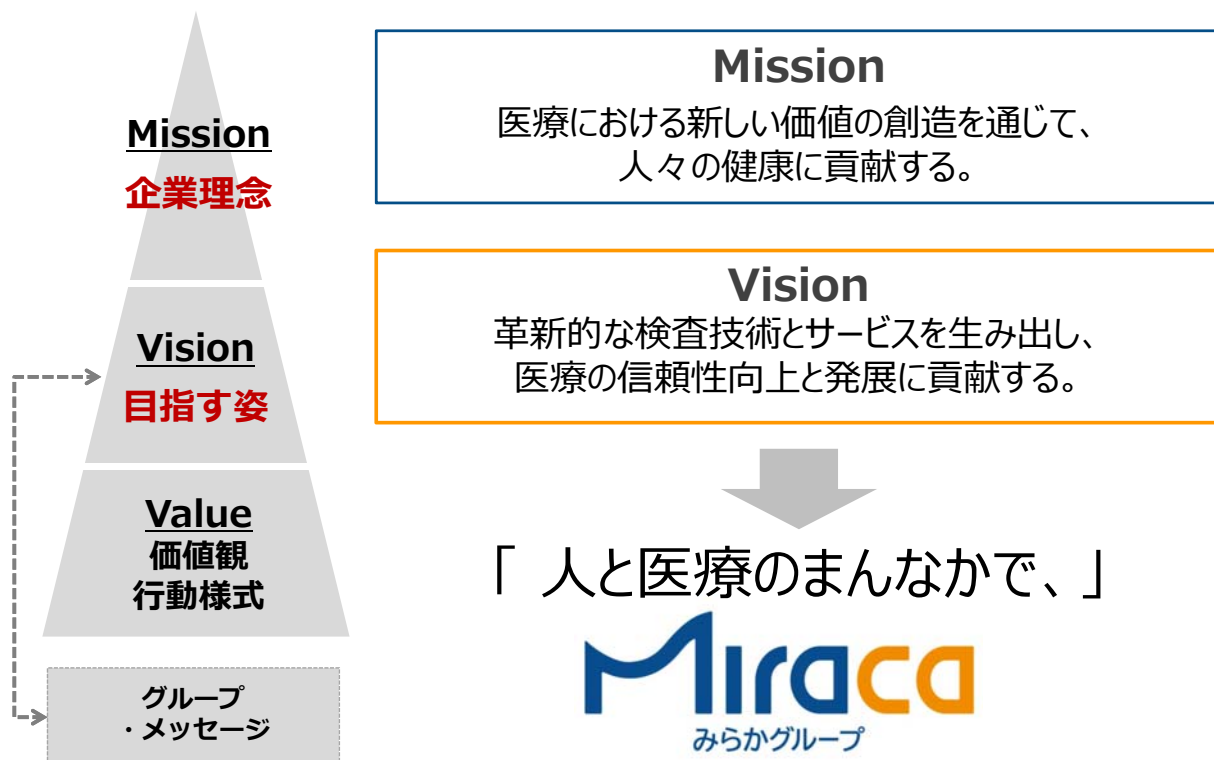 Mission
企業理念
Vision
目指す姿
Value
価値観
行動様式
グループ
・メッセージ
Mission
医療における新しい価値の創造を通じて、
人々の健康に貢献する。
Vision
革新的な検査技術とサービスを生み出し、
医療の信頼性向上と発展に貢献する。
「 人と医療のまんなかで、 」
Miraca
みらかグループ